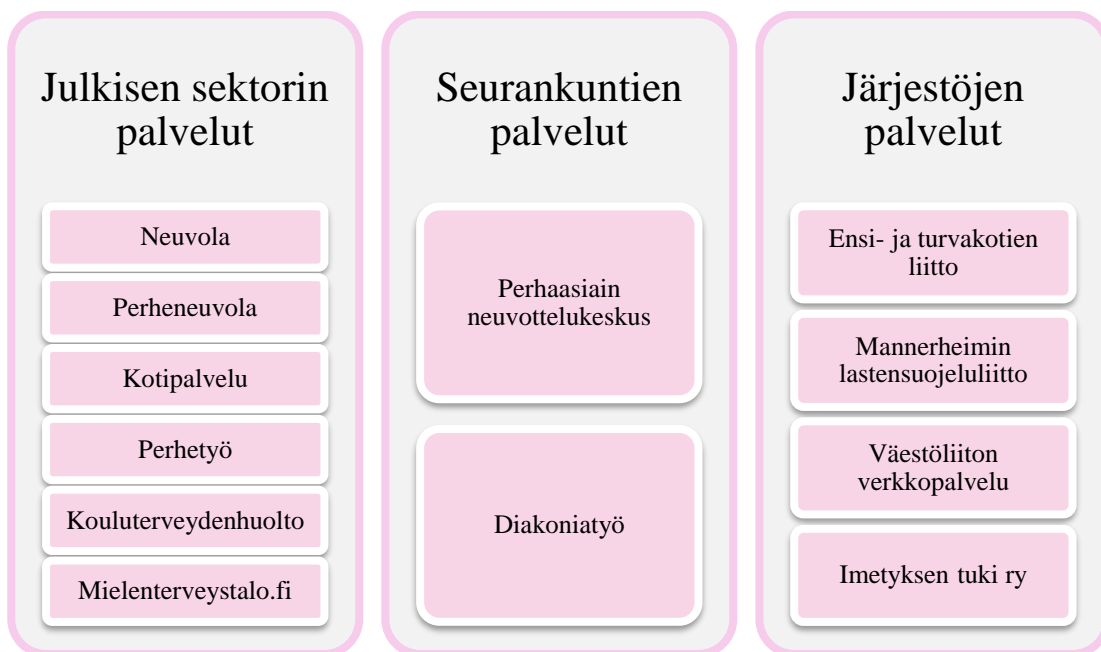 Julkisen sektorin
palvelut
Neuvola
Perheneuvola
Kotipalvelu
Perhetyö
Kouluterveydenhuolto
Mielenterveystalo.fi
Seurankuntien
palvelut
Perhaasiain
neuvottelukeskus
Diakoniatyö
Järjestöjen
palvelut
Ensi- ja turvakotien
liitto
Mannerheimin
lastensuojeluliitto
Väestöliiton
verkkopalvelu
Imetyksen tuki ry